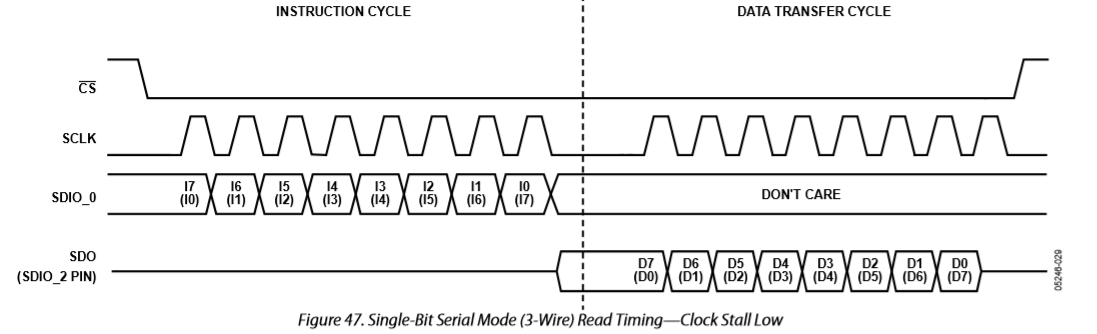 INSTRUCTION CYCLE DATA TRANSFER CYCLE
CS
SCLK
SDIO_0 I7 I6 I5 I4 I3 I2 I1 I0 DON'T CARE
(I0) (I1) (I2) (I3) (I4) (I5) (I6) (I7)
SDO D7 D6 D5 D4 D3 D2 D1 D0
(SDIO_2 PIN) (D0) (D1) (D2) (D3) (D4) (D5) (D6) (D7)
05246-029
Figure 47. Single-Bit Serial Mode (3-Wire) Read Timing—Clock Stall Low